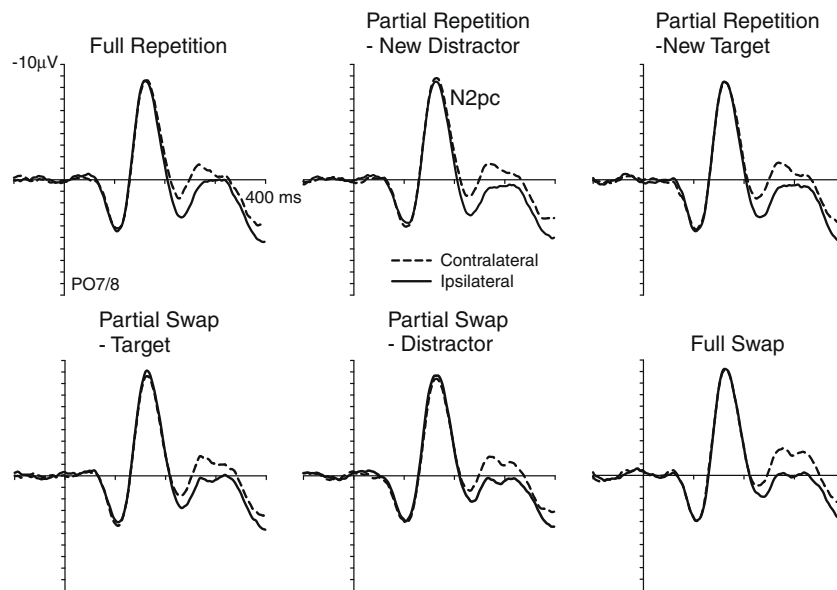 Full Repetition
Partial Repetition
- New Distractor
Partial Repetition
-New Target
-10μV
N2pc
400 ms
Contralateral
Ipsilateral
PO7/8
Partial Swap
- Target
Partial Swap
- Distractor
Full Swap